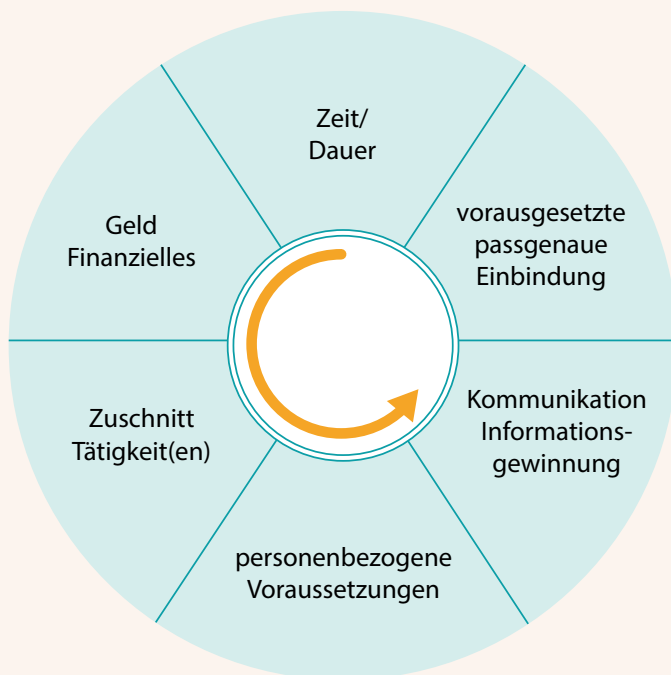 Zeit/
Dauer
vorausgesetzte
passgenaue
Einbindung
Kommunikation
Informations-
gewinnung
personenbezogene
Voraussetzungen
Zuschnitt
Tätigkeit(en)
Geld
Finanzielles